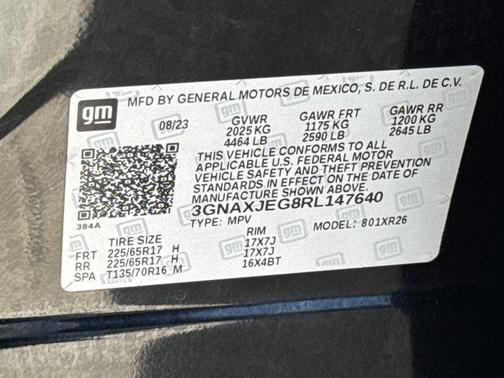 gm
MFD BY GENERAL MOTORS DE MEXICO, S. DE R.L. DE C.V.
08/23 GVWR GAWR FRT GAWR RR
2025 KG 1175 KG 1200 KG
4464 LB 2590 LB 2645 LB
THIS VEHICLE CONFORMS TO ALL
APPLICABLE U.S. FEDERAL MOTOR
VEHICLE SAFETY AND THEFT PREVENTION
STANDARDS IN EFFECT ON THE DATE OF
MANUFACTURE SHOWN ABOVE.
3GNAXJEG8RL147640
384A
TYPE: MPV MODEL: 801XR26
TIRE SIZE RIM
FRT 225/65R17 H 17X7J
RR 225/65R17 H 17X7J
SPA T135/70R16 M 16X4BT